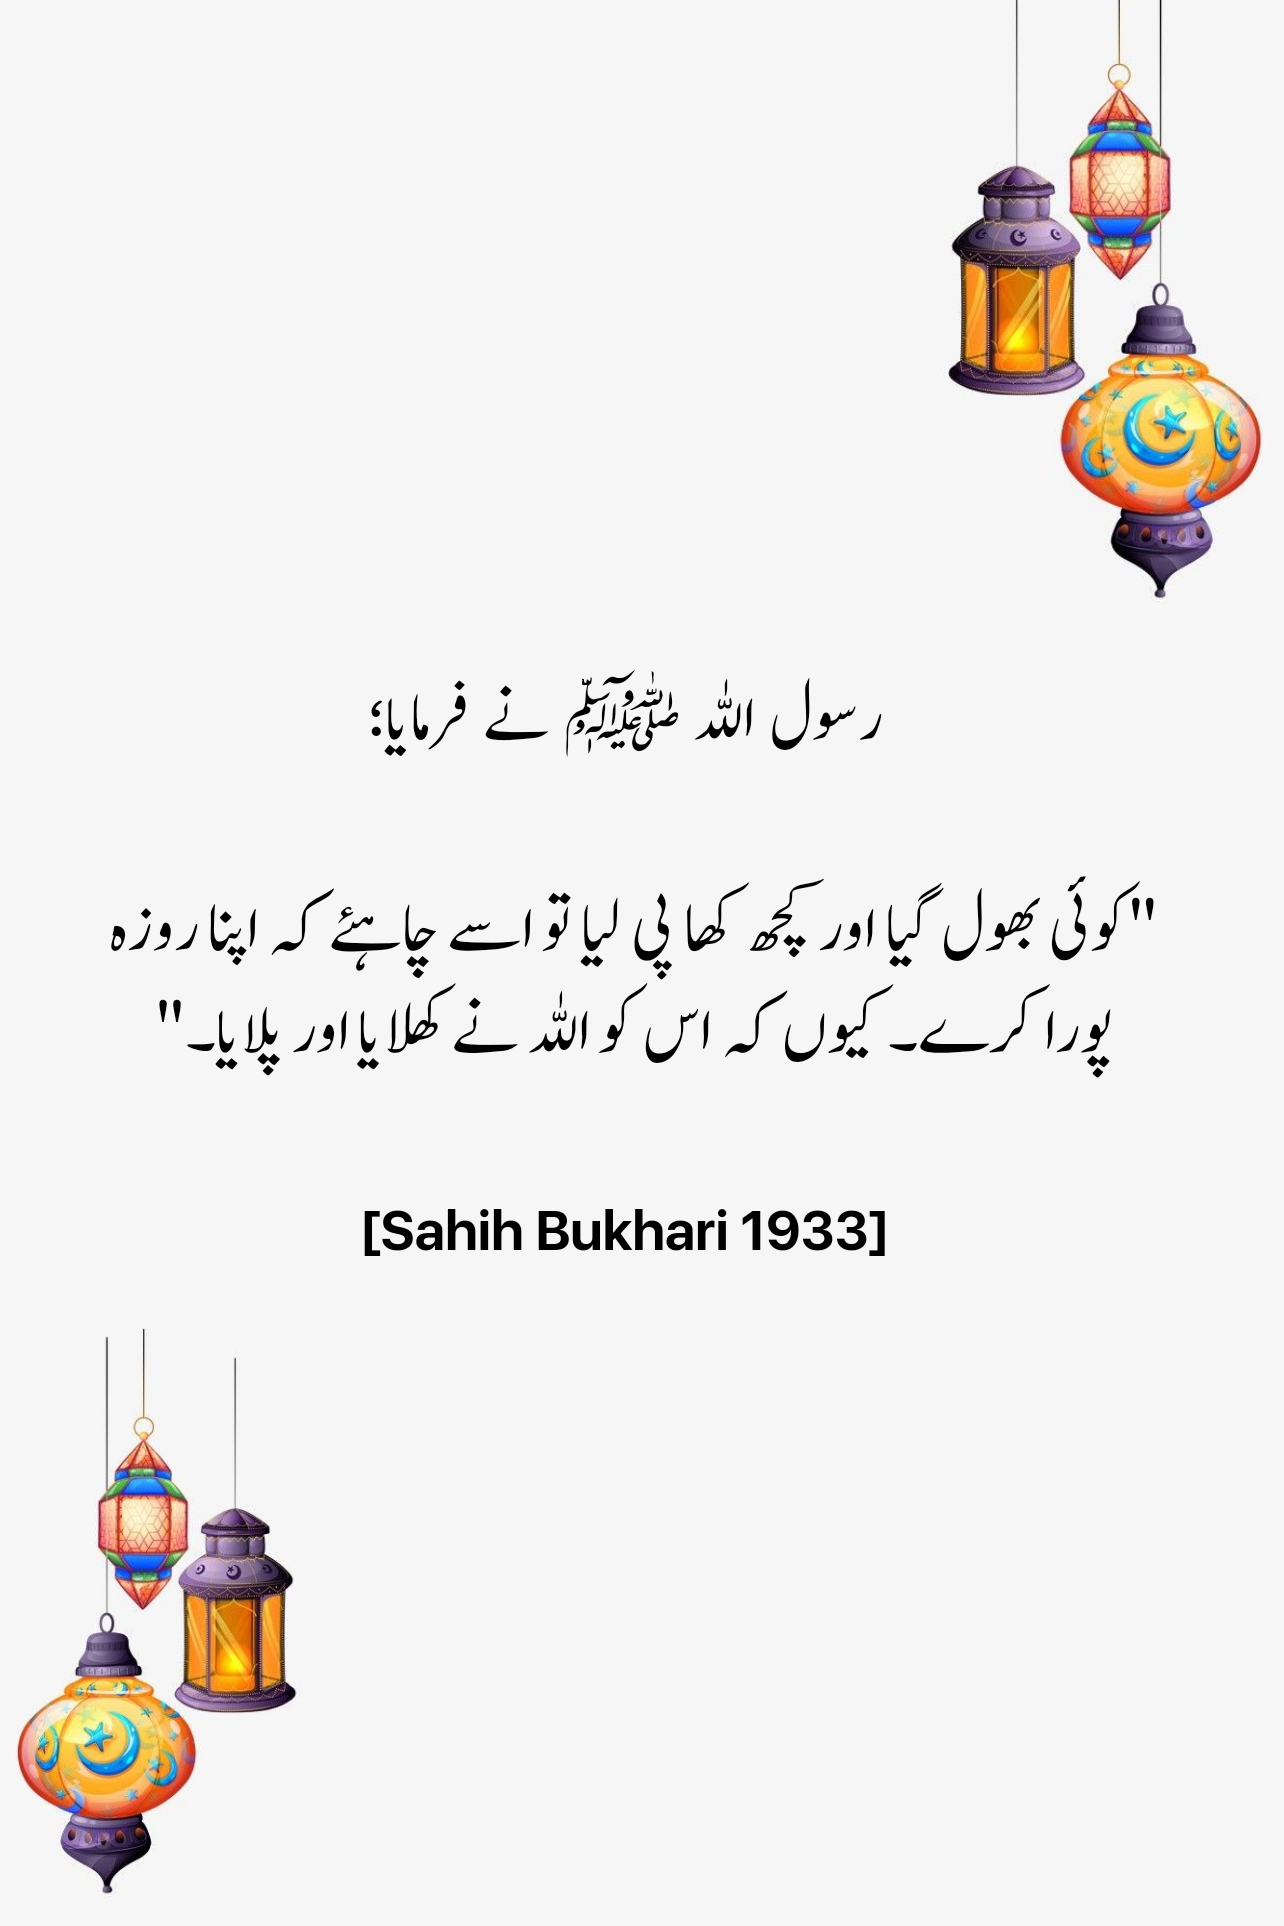 رسول اللہ ﷺ نے فرمایا؛
"کوئی بھول گیا اور کچھ کھا پی لیا تو اسے چاہئے کہ اپنا روزہ
پورا کرے۔ کیوں کہ اس کو اللہ نے کھلایا اور پلایا۔"
[Sahih Bukhari 1933]